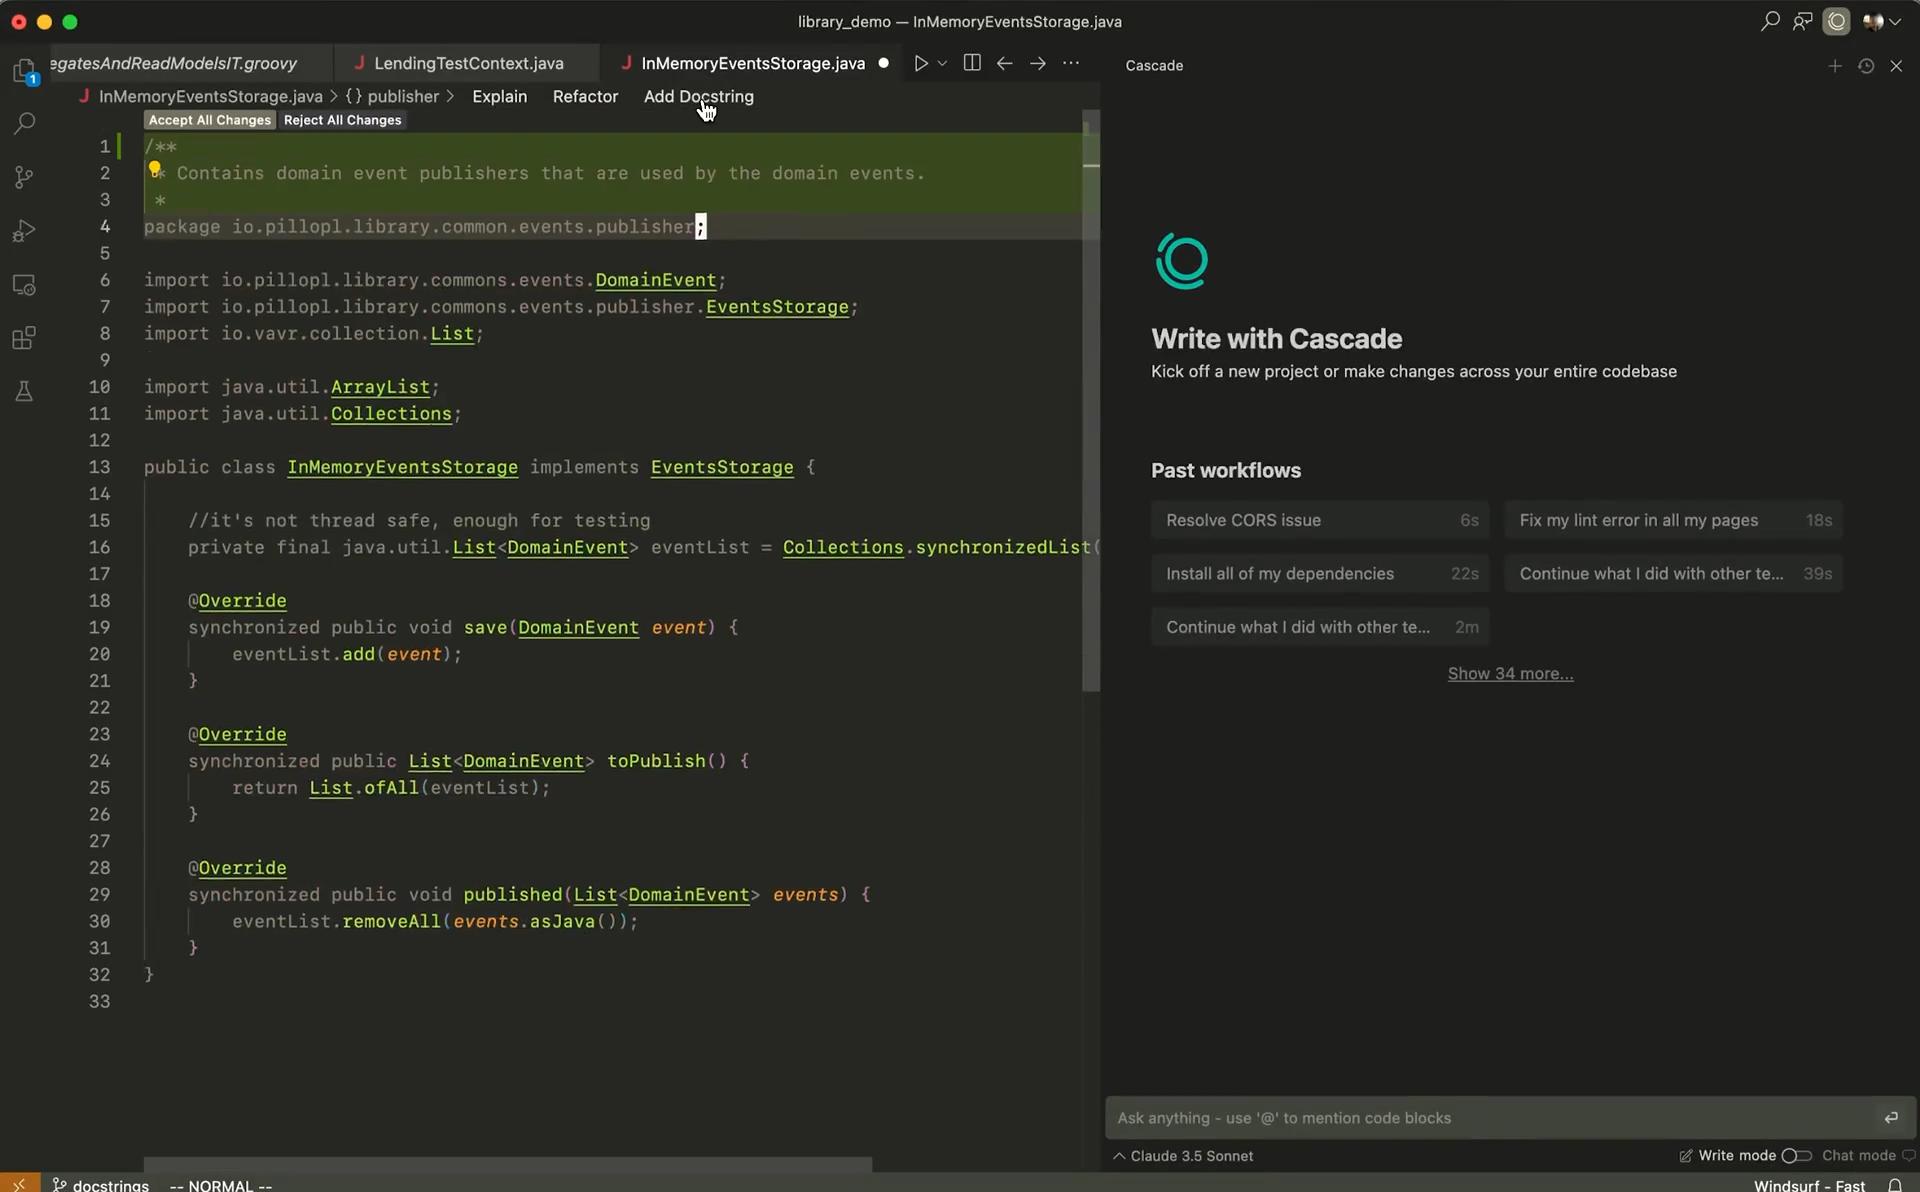 library_demo — InMemoryEventsStorage.java
egatesAndReadModelsIT.groovy
J LendingTestContext.java
J InMemoryEventsStorage.java
Cascade
1
J InMemoryEventsStorage.java > {} publisher > Explain Refactor Add Docstring
Accept All Changes Reject All Changes
1 /**
2 * Contains domain event publishers that are used by the domain events.
3 *
4 package io.pillopl.library.common.events.publisher;
5
6 import io.pillopl.library.commons.events.DomainEvent;
7 import io.pillopl.library.commons.events.publisher.EventsStorage;
8 import io.vavr.collection.List;
9
10 import java.util.ArrayList;
11 import java.util.Collections;
12
13 public class InMemoryEventsStorage implements EventsStorage {
14
15 //it's not thread safe, enough for testing
16 private final java.util.List<DomainEvent> eventList = Collections.synchronizedList(
17
18 @Override
19 synchronized public void save(DomainEvent event) {
20 eventList.add(event);
21 }
22
23 @Override
24 synchronized public List<DomainEvent> toPublish() {
25 return List.ofAll(eventList);
26 }
27
28 @Override
29 synchronized public void published(List<DomainEvent> events) {
30 eventList.removeAll(events.asJava());
31 }
32 }
33
Write with Cascade
Kick off a new project or make changes across your entire codebase
Past workflows
Resolve CORS issue 6s
Fix my lint error in all my pages 18s
Install all of my dependencies 22s
Continue what I did with other te... 39s
Continue what I did with other te... 2m
Show 34 more...
Ask anything - use '@' to mention code blocks
Claude 3.5 Sonnet
Write mode
Chat mode
docstrings -- NORMAL --
Windsurf - Fast